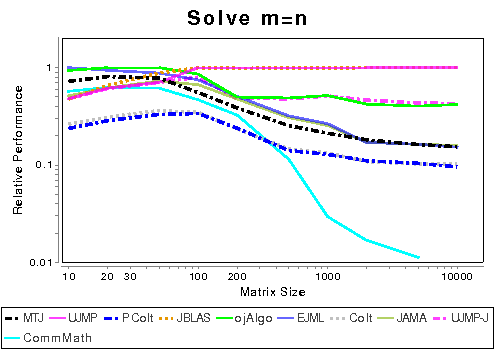 Solve m=n
Relative Performance
1
0.1
0.01
10 20 30 100 200 1000 2000 10000
Matrix Size
MTJ UJMP P Colt JBLAS ojAlgo EJML Colt JAMA UJMP-J
CommMath